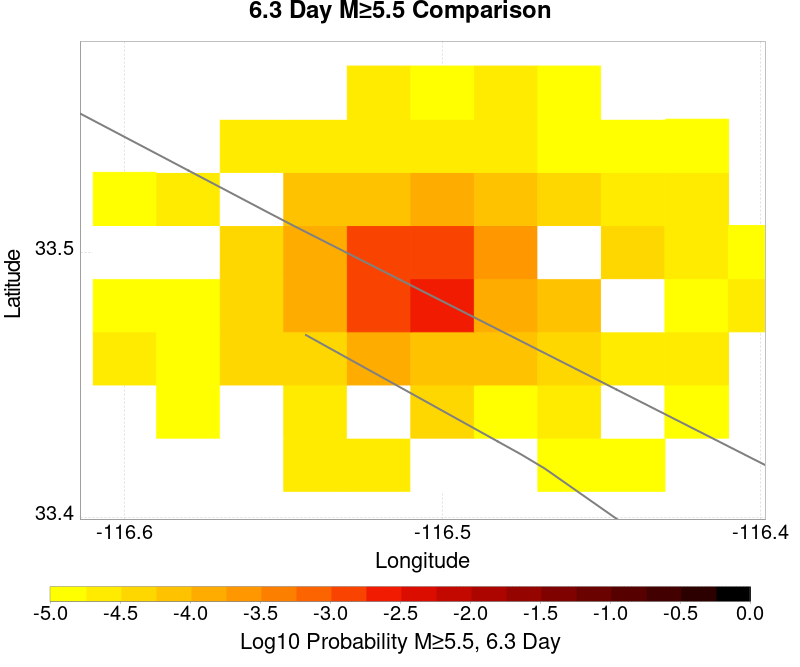 6.3 Day M≥5.5 Comparison
Latitude
33.5
33.4
-116.6 -116.5 -116.4
Longitude
-5.0 -4.5 -4.0 -3.5 -3.0 -2.5 -2.0 -1.5 -1.0 -0.5 0.0
Log10 Probability M≥5.5, 6.3 Day